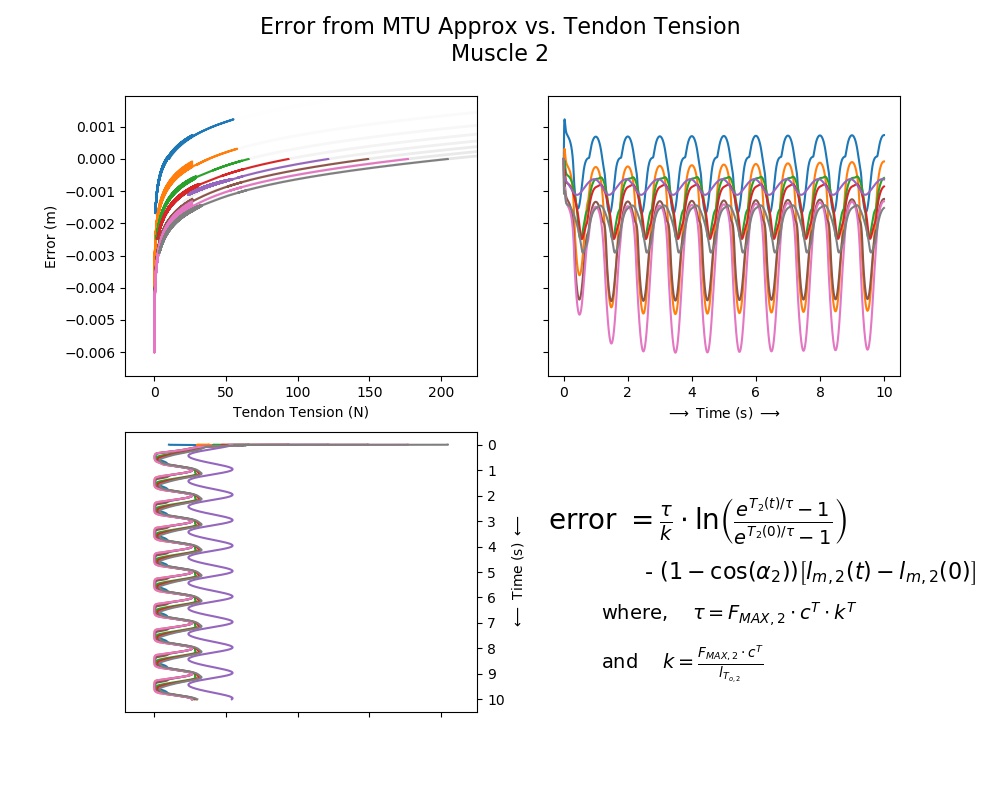 Error from MTU Approx vs. Tendon Tension
Muscle 2
Error (m)
0.001
0.000
−0.001
−0.002
−0.003
−0.004
−0.005
−0.006
0 50 100 150 200
Tendon Tension (N)
0 2 4 6 8 10
⟶ Time (s) ⟶
0
1
2
3
4
5
6
7
8
9
10
⟵ Time (s) ⟵
error = τ/k · ln(e^{T₂(t)/τ} − 1 / e^{T₂(0)/τ} − 1)
- (1 − cos(α₂))[l_{m,2}(t) − l_{m,2}(0)]
where, τ = F_{MAX,2} · c^T · k^T
and k = F_{MAX,2} · c^T / l_{T_{o,2}}